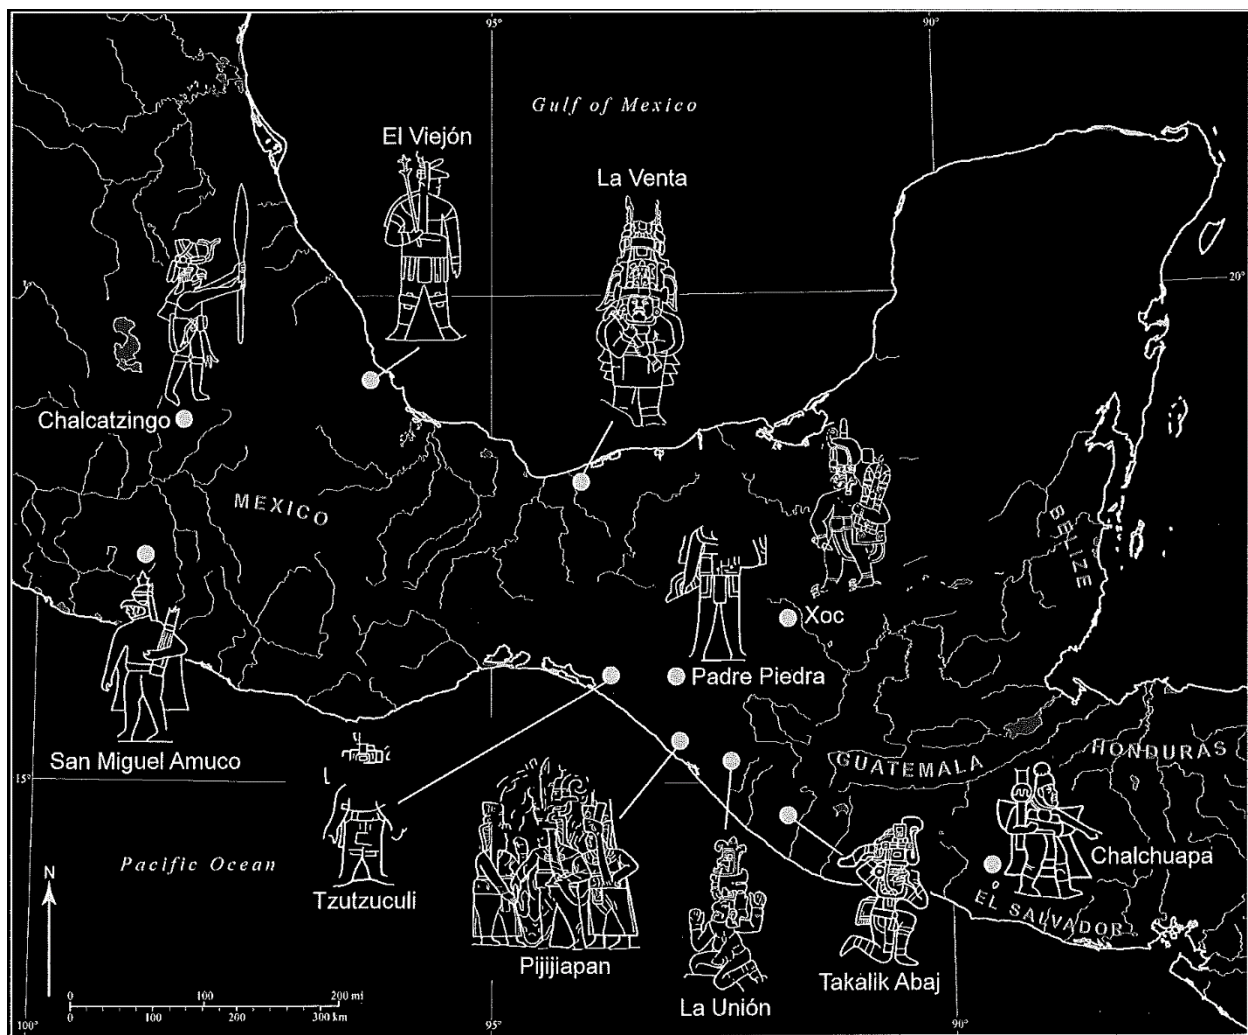 95°
90°
Gulf of Mexico
El Viejón
La Venta
20°
Chalcatzingo
MEXICO
BELIZE
Xoc
Padre Piedra
San Miguel Amuco
15°
GUATEMALA
HONDURAS
Pacific Ocean
Chalchuapa
N
Tzutzuculi
EL SALVADOR
Pijijiapan
Takalik Abaj
La Unión
0 100 200 mi
0 100 200 300 km
100°
95°
90°